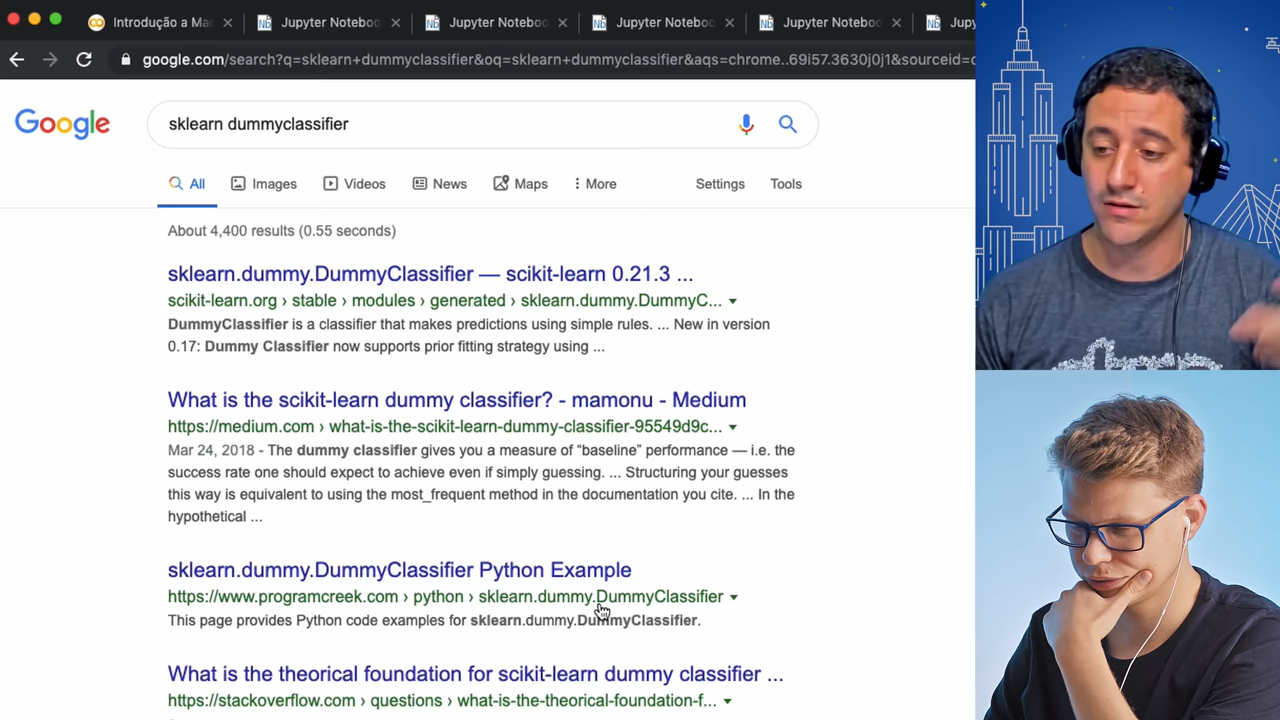 Introdução a Ma
Jupyter Noteboo
Jupyter Noteboo
Jupyter Noteboo
Jupyter Noteboo
Jupy
google.com/search?q=sklearn+dummyclassifier&oq=sklearn+dummyclassifier&aqs=chrome..69i57.3630j0j1&sourceid=c
Google
sklearn dummyclassifier
All Images Videos News Maps More Settings Tools
About 4,400 results (0.55 seconds)
sklearn.dummy.DummyClassifier — scikit-learn 0.21.3 ...
scikit-learn.org › stable › modules › generated › sklearn.dummy.DummyC...
DummyClassifier is a classifier that makes predictions using simple rules. ... New in version
0.17: Dummy Classifier now supports prior fitting strategy using ...
What is the scikit-learn dummy classifier? - mamonu - Medium
https://medium.com › what-is-the-scikit-learn-dummy-classifier-95549d9c...
Mar 24, 2018 - The dummy classifier gives you a measure of “baseline” performance — i.e. the
success rate one should expect to achieve even if simply guessing. ... Structuring your guesses
this way is equivalent to using the most_frequent method in the documentation you cite. ... In the
hypothetical ...
sklearn.dummy.DummyClassifier Python Example
https://www.programcreek.com › python › sklearn.dummy.DummyClassifier
This page provides Python code examples for sklearn.dummy.DummyClassifier.
What is the theorical foundation for scikit-learn dummy classifier ...
https://stackoverflow.com › questions › what-is-the-theorical-foundation-f...